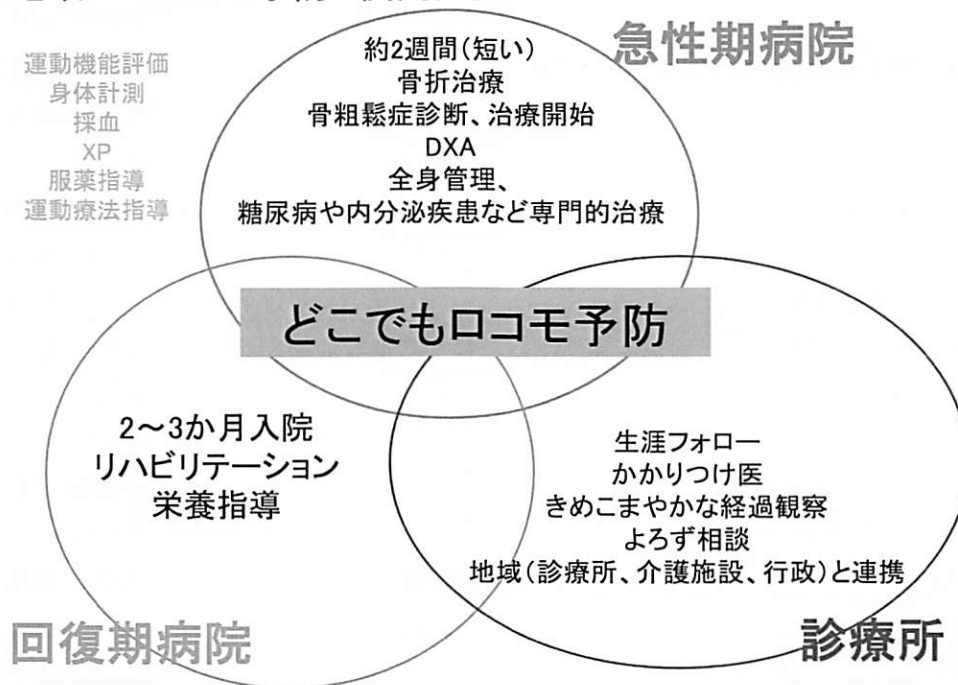 急性期病院
運動機能評価
身体計測
採血
XP
服薬指導
運動療法指導
約2週間(短い)
骨折治療
骨粗鬆症診断、治療開始
DXA
全身管理、
糖尿病や内分泌疾患など専門的治療
どこでもロコモ予防
2～3か月入院
リハビリテーション
栄養指導
回復期病院
生涯フォロー
かかりつけ医
きめこまやかな経過観察
よろず相談
地域(診療所、介護施設、行政)と連携
診療所